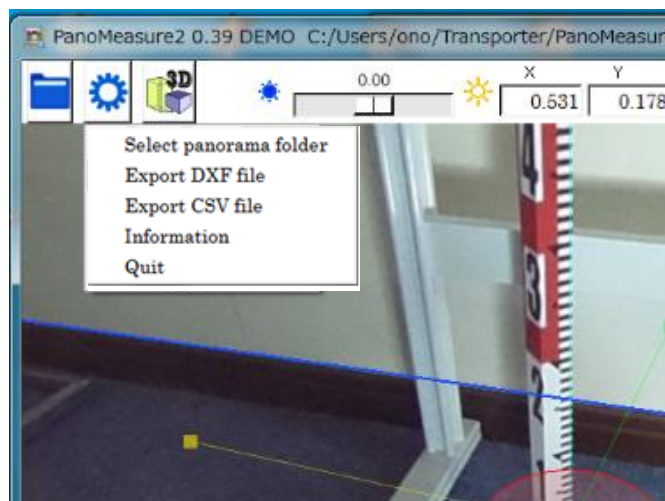 PanoMeasure2 0.39 DEMO C:/Users/ono/Transporter/PanoMeasur
3D
0.00
X
Y
0.531
0.178
Select panorama folder
Export DXF file
Export CSV file
Information
Quit
4
3
2
1